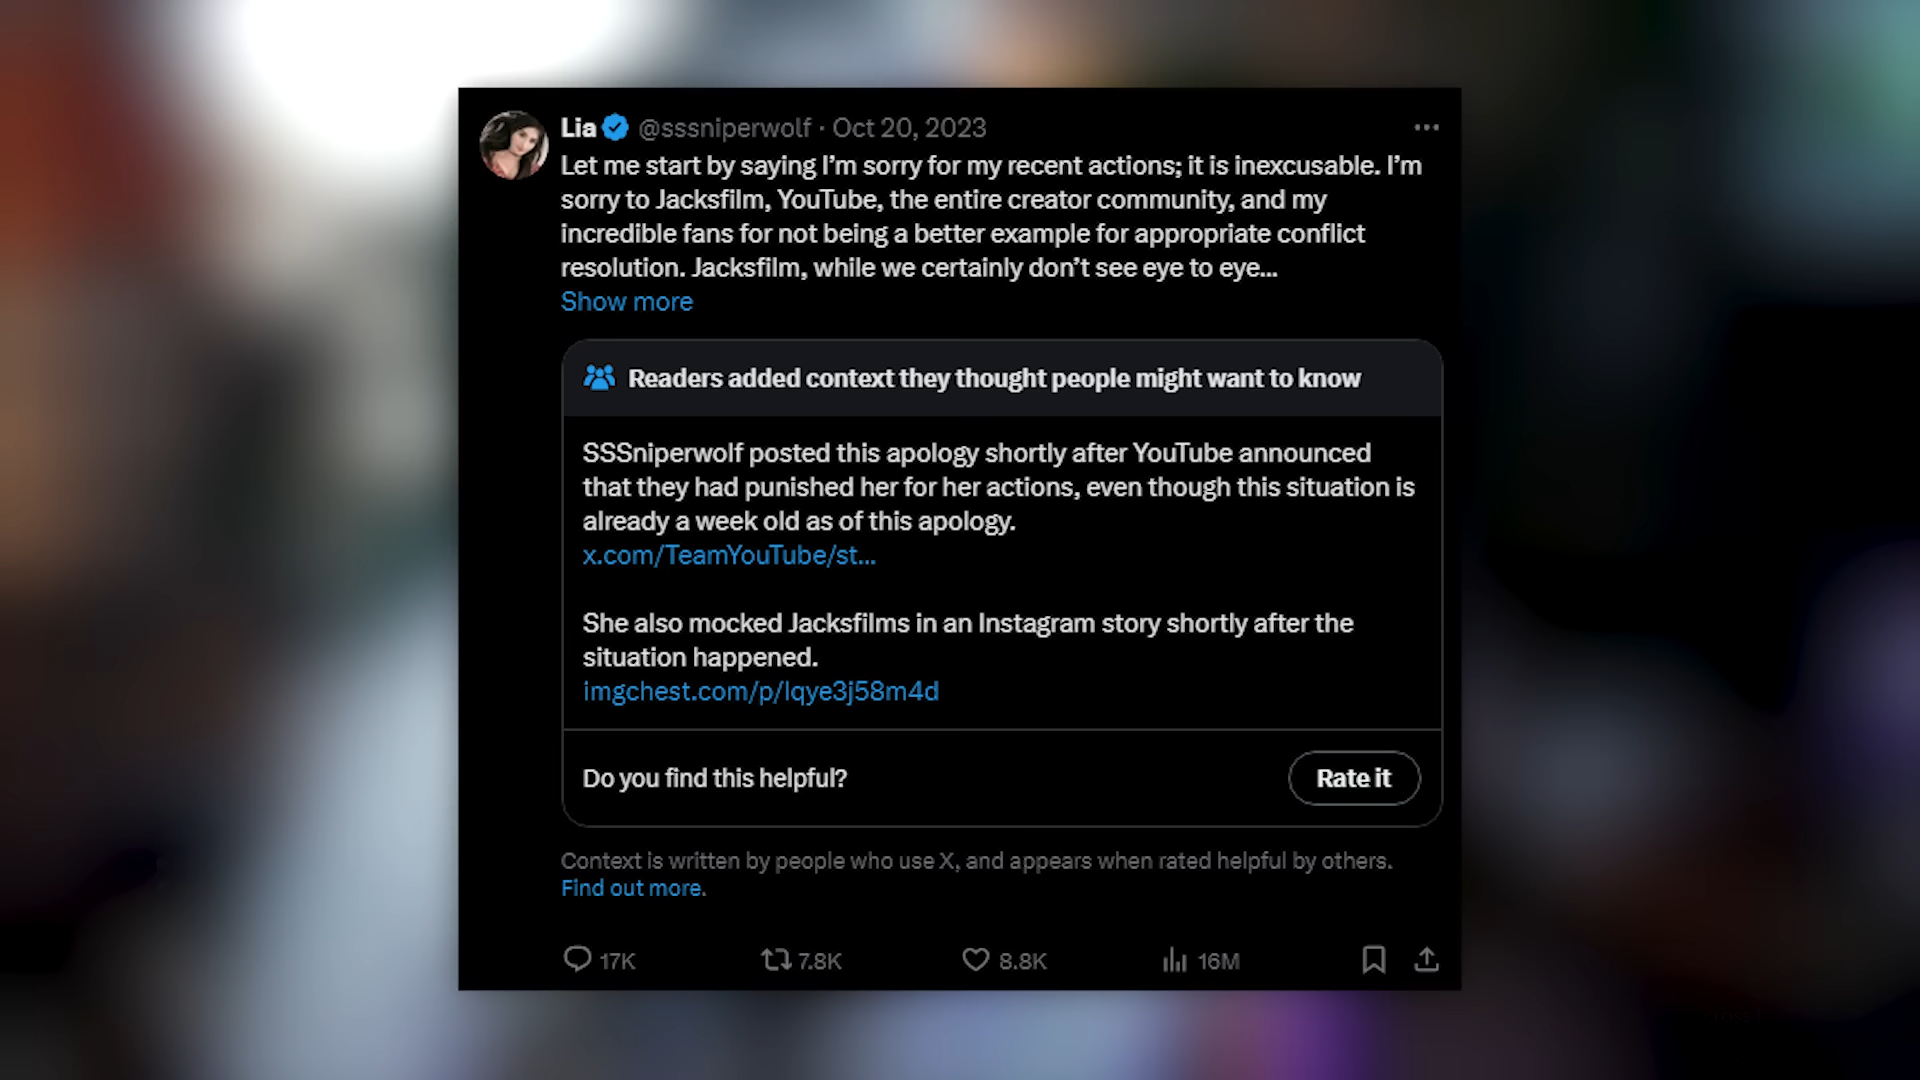 Lia @sssniperwolf · Oct 20, 2023
Let me start by saying I’m sorry for my recent actions; it is inexcusable. I’m
sorry to Jacksfilm, YouTube, the entire creator community, and my
incredible fans for not being a better example for appropriate conflict
resolution. Jacksfilm, while we certainly don’t see eye to eye...
Show more
Readers added context they thought people might want to know
SSSniperwolf posted this apology shortly after YouTube announced
that they had punished her for her actions, even though this situation is
already a week old as of this apology.
x.com/TeamYouTube/st...
She also mocked Jacksfilms in an Instagram story shortly after the
situation happened.
imgchest.com/p/lqye3j58m4d
Do you find this helpful?
Rate it
Context is written by people who use X, and appears when rated helpful by others.
Find out more.
17K 7.8K 8.8K 16M